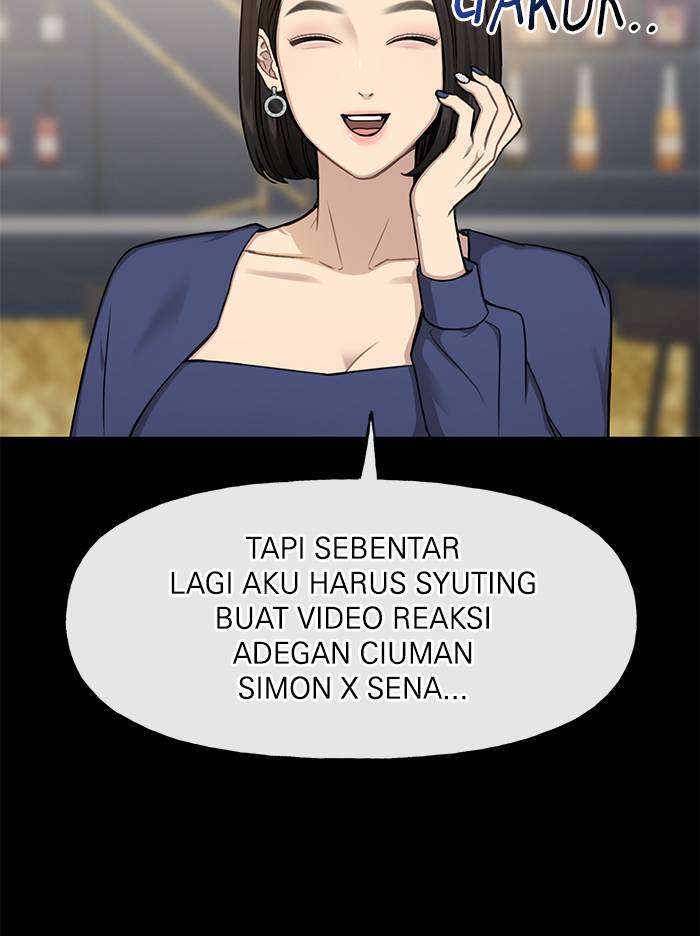 TAPI SEBENTAR
LAGI AKU HARUS SYUTING
BUAT VIDEO REAKSI
ADEGAN CIUMAN
SIMON X SENA...